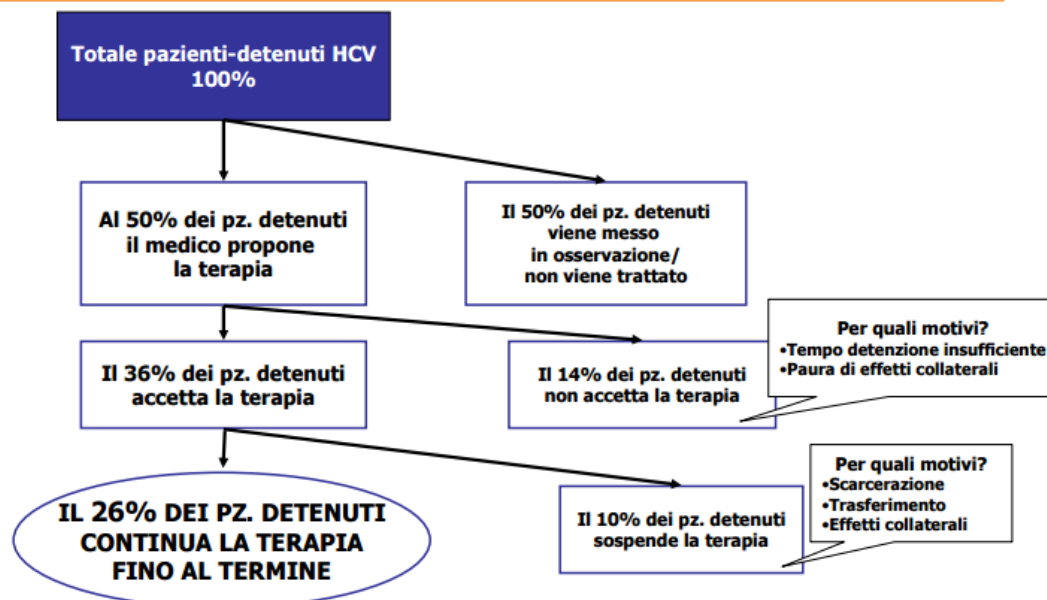 Totale pazienti-detenuti HCV
100%
Al 50% dei pz. detenuti
il medico propone
la terapia
Il 50% dei pz. detenuti
viene messo
in osservazione/
non viene trattato
Il 36% dei pz. detenuti
accetta la terapia
Il 14% dei pz. detenuti
non accetta la terapia
Per quali motivi?
•Tempo detenzione insufficiente
•Paura di effetti collaterali
IL 26% DEI PZ. DETENUTI
CONTINUA LA TERAPIA
FINO AL TERMINE
Il 10% dei pz. detenuti
sospende la terapia
Per quali motivi?
•Scarcerazione
•Trasferimento
•Effetti collaterali